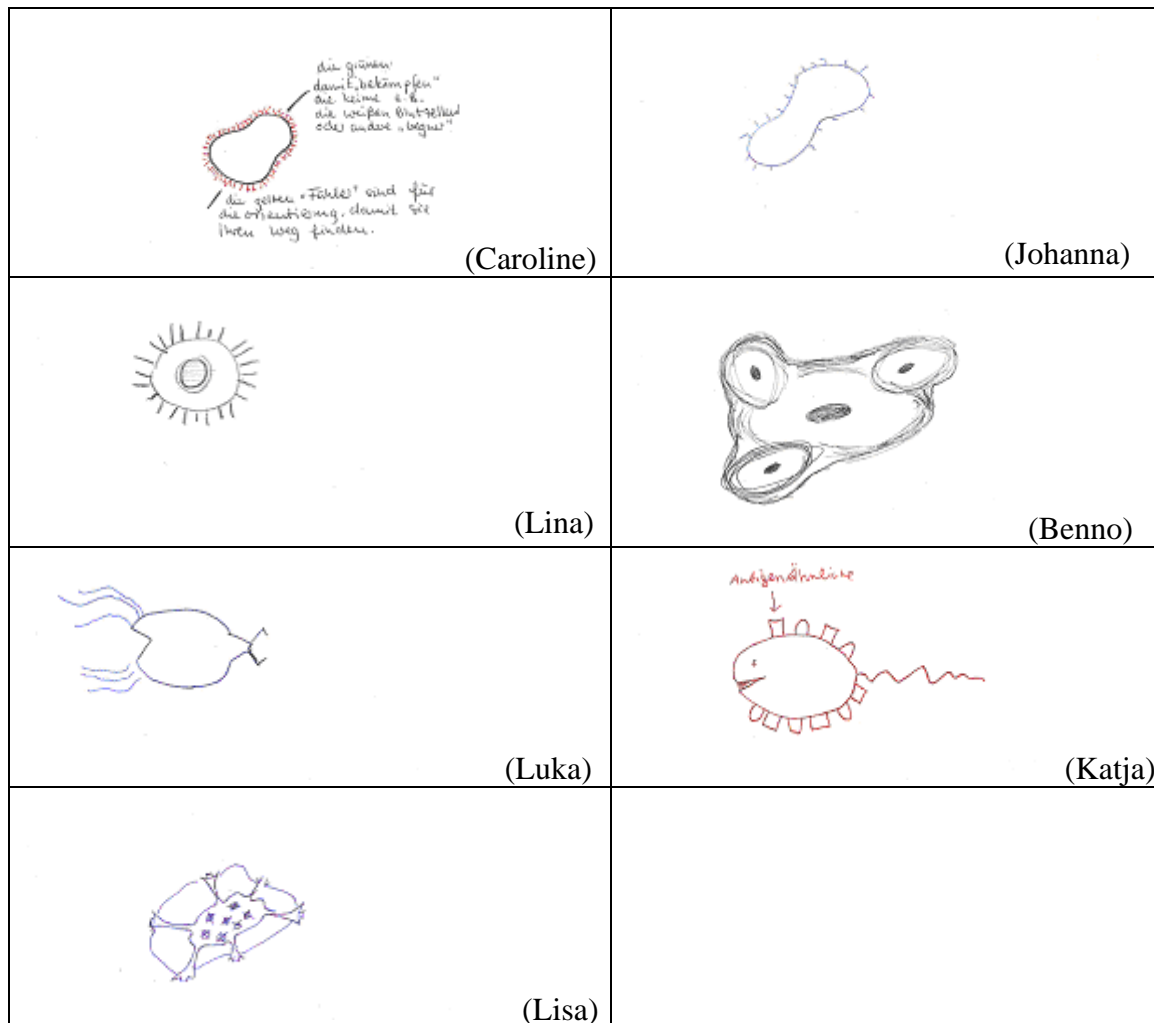 die grünen
damit "bekämpfen"
die Keime z.B.
die weißen Blutzellen
oder andere "Gegner".
die gelben "Fühler" sind für
die orientierung. damit sie
ihren weg finden.
(Caroline)
(Johanna)
(Lina)
(Benno)
(Luka)
Antigenähnliche
(Katja)
(Lisa)